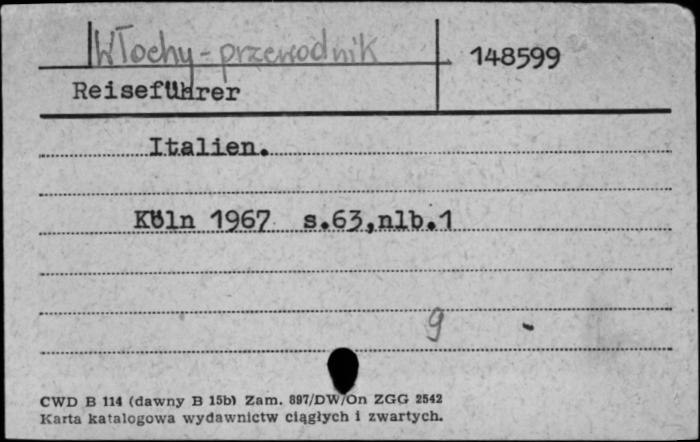 Włochy - przewodnik
148599
Reiseführer
Italien.
Köln 1967 s.63,nlb.1
9
CWD B 114 (dawny B 15b) Zam. 897/DW/On ZGG 2542
Karta katalogowa wydawnictw ciągłych i zwartych.